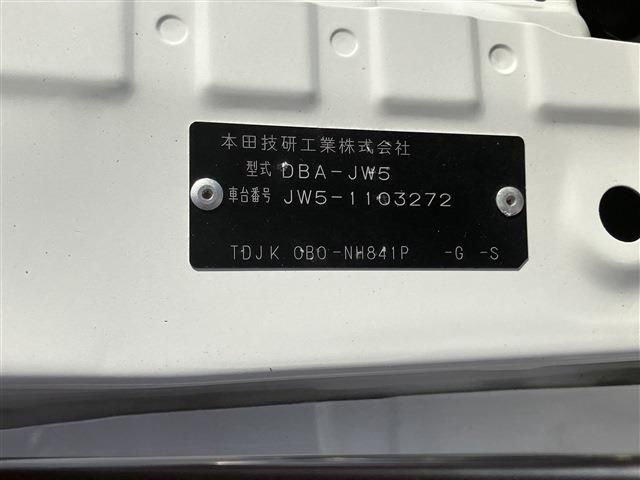 本田技研工業株式会社
型式 DBA-JW5
車台番号 JW5-1103272
TDJK 0B0-NH841P -G -S